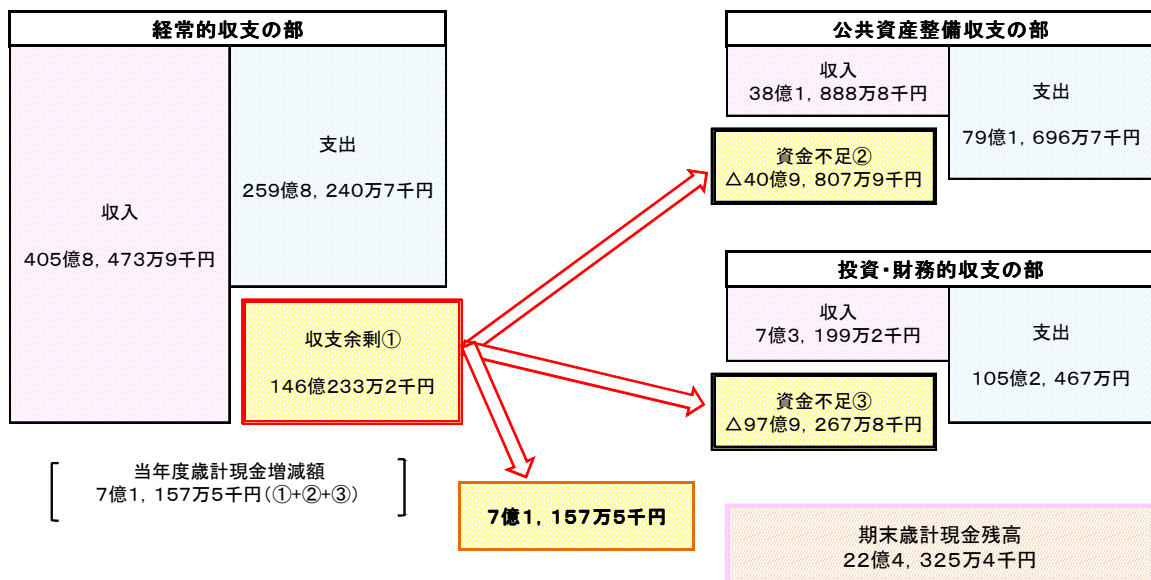 経常的収支の部
収入
405億8,473万9千円
支出
259億8,240万7千円
収支余剰①
146億233万2千円
当年度歳計現金増減額
7億1,157万5千円(①+②+③)
7億1,157万5千円
公共資産整備収支の部
収入
38億1,888万8千円
支出
79億1,696万7千円
資金不足②
△40億9,807万9千円
投資・財務的収支の部
収入
7億3,199万2千円
支出
105億2,467万円
資金不足③
△97億9,267万8千円
期末歳計現金残高
22億4,325万4千円